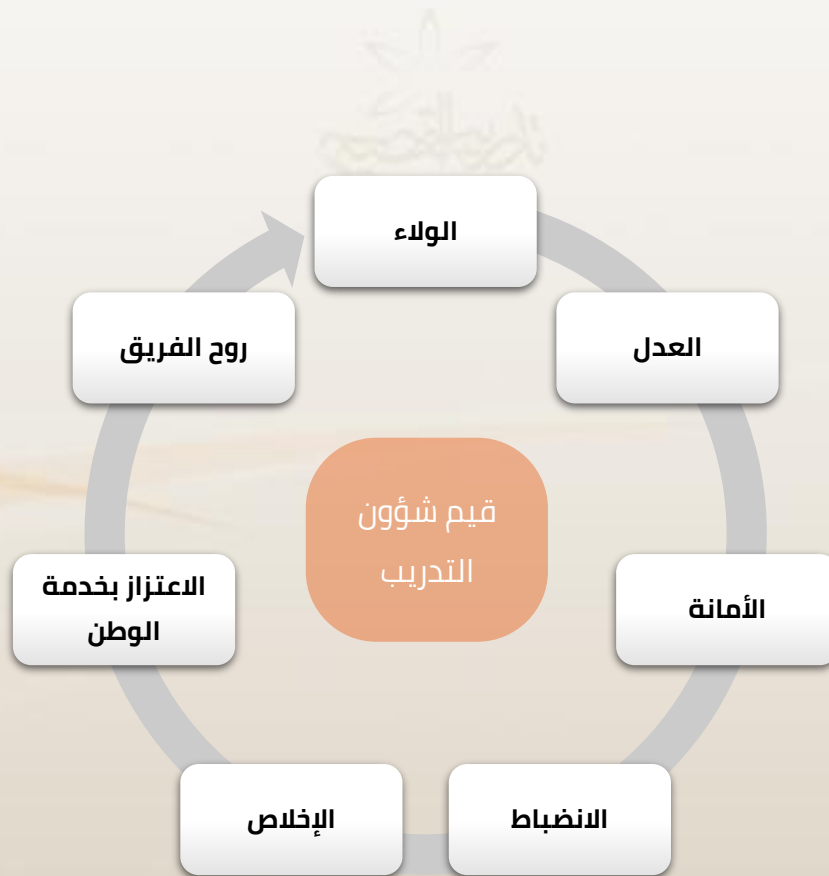 الولاء
العدل
الأمانة
الانضباط
الإخلاص
الاعتزاز بخدمة
الوطن
روح الفريق
قيم شؤون
التدريب